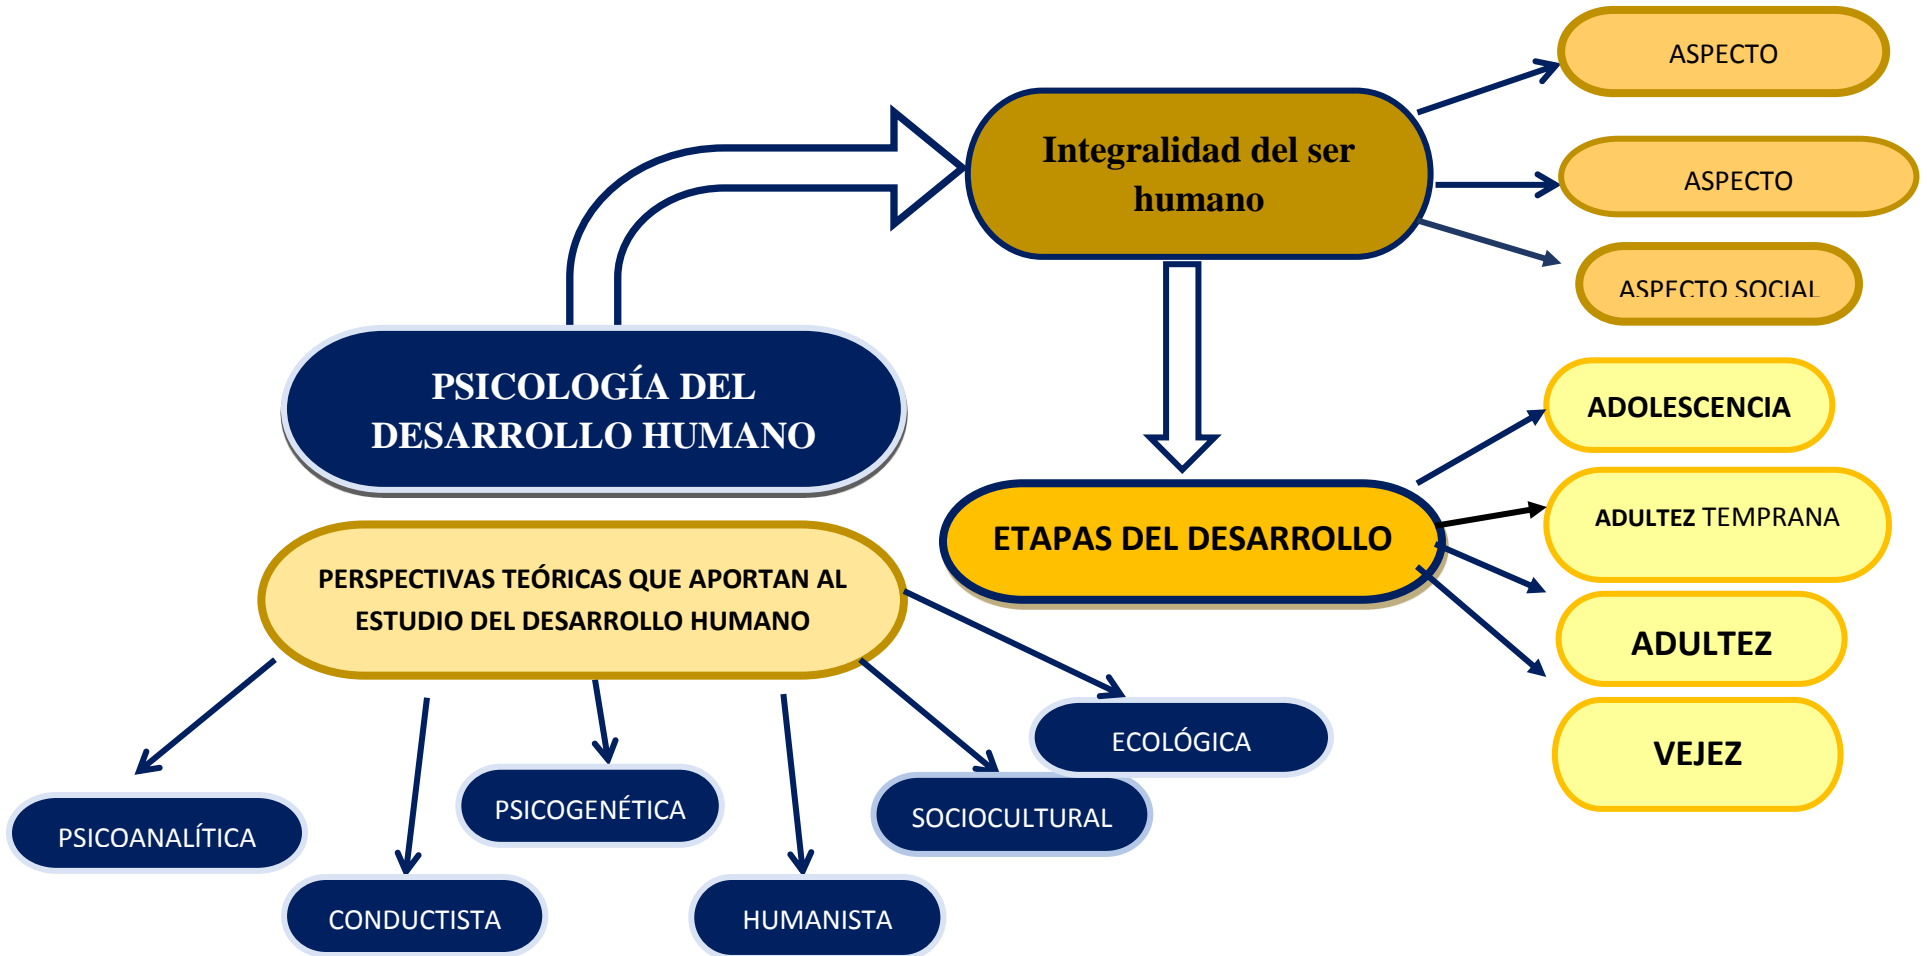 ASPECTO
ASPECTO
ASPECTO SOCIAL
Integralidad del ser
humano
PSICOLOGÍA DEL
DESARROLLO HUMANO
ADOLESCENCIA
ADULTEZ TEMPRANA
ADULTEZ
VEJEZ
ETAPAS DEL DESARROLLO
PERSPECTIVAS TEÓRICAS QUE APORTAN AL
ESTUDIO DEL DESARROLLO HUMANO
PSICOANALÍTICA
CONDUCTISTA
PSICOGENÉTICA
HUMANISTA
SOCIOCULTURAL
ECOLÓGICA